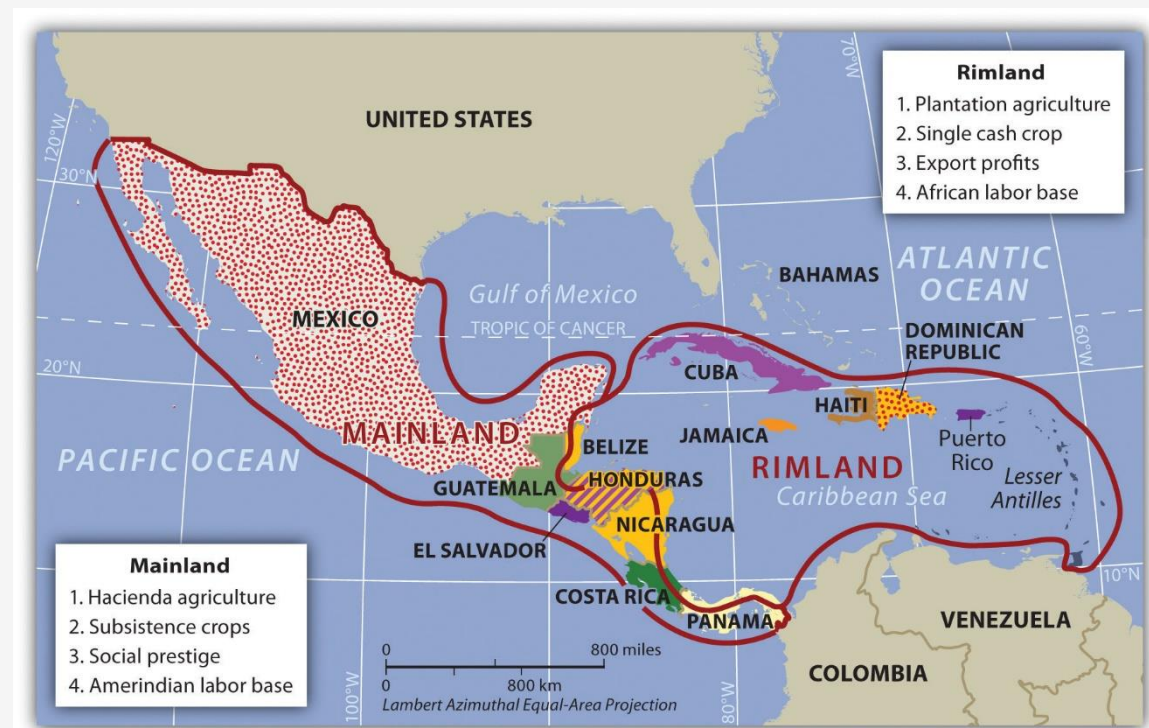 UNITED STATES
120°W
30°N
70°W
Rimland
1. Plantation agriculture
2. Single cash crop
3. Export profits
4. African labor base
ATLANTIC
OCEAN
BAHAMAS
Gulf of Mexico
TROPIC OF CANCER
MEXICO
DOMINICAN
REPUBLIC
60°W
20°N
CUBA
HAITI
JAMAICA
Puerto
Rico
MAINLAND
BELIZE
RIMLAND
PACIFIC OCEAN
GUATEMALA
HONDURAS
Caribbean Sea
Lesser
Antilles
NICARAGUA
EL SALVADOR
10°N
Mainland
1. Hacienda agriculture
2. Subsistence crops
3. Social prestige
4. Amerindian labor base
COSTA RICA
PANAMA
VENEZUELA
COLOMBIA
0 800 miles
0 800 km
Lambert Azimuthal Equal-Area Projection
100°W
80°W